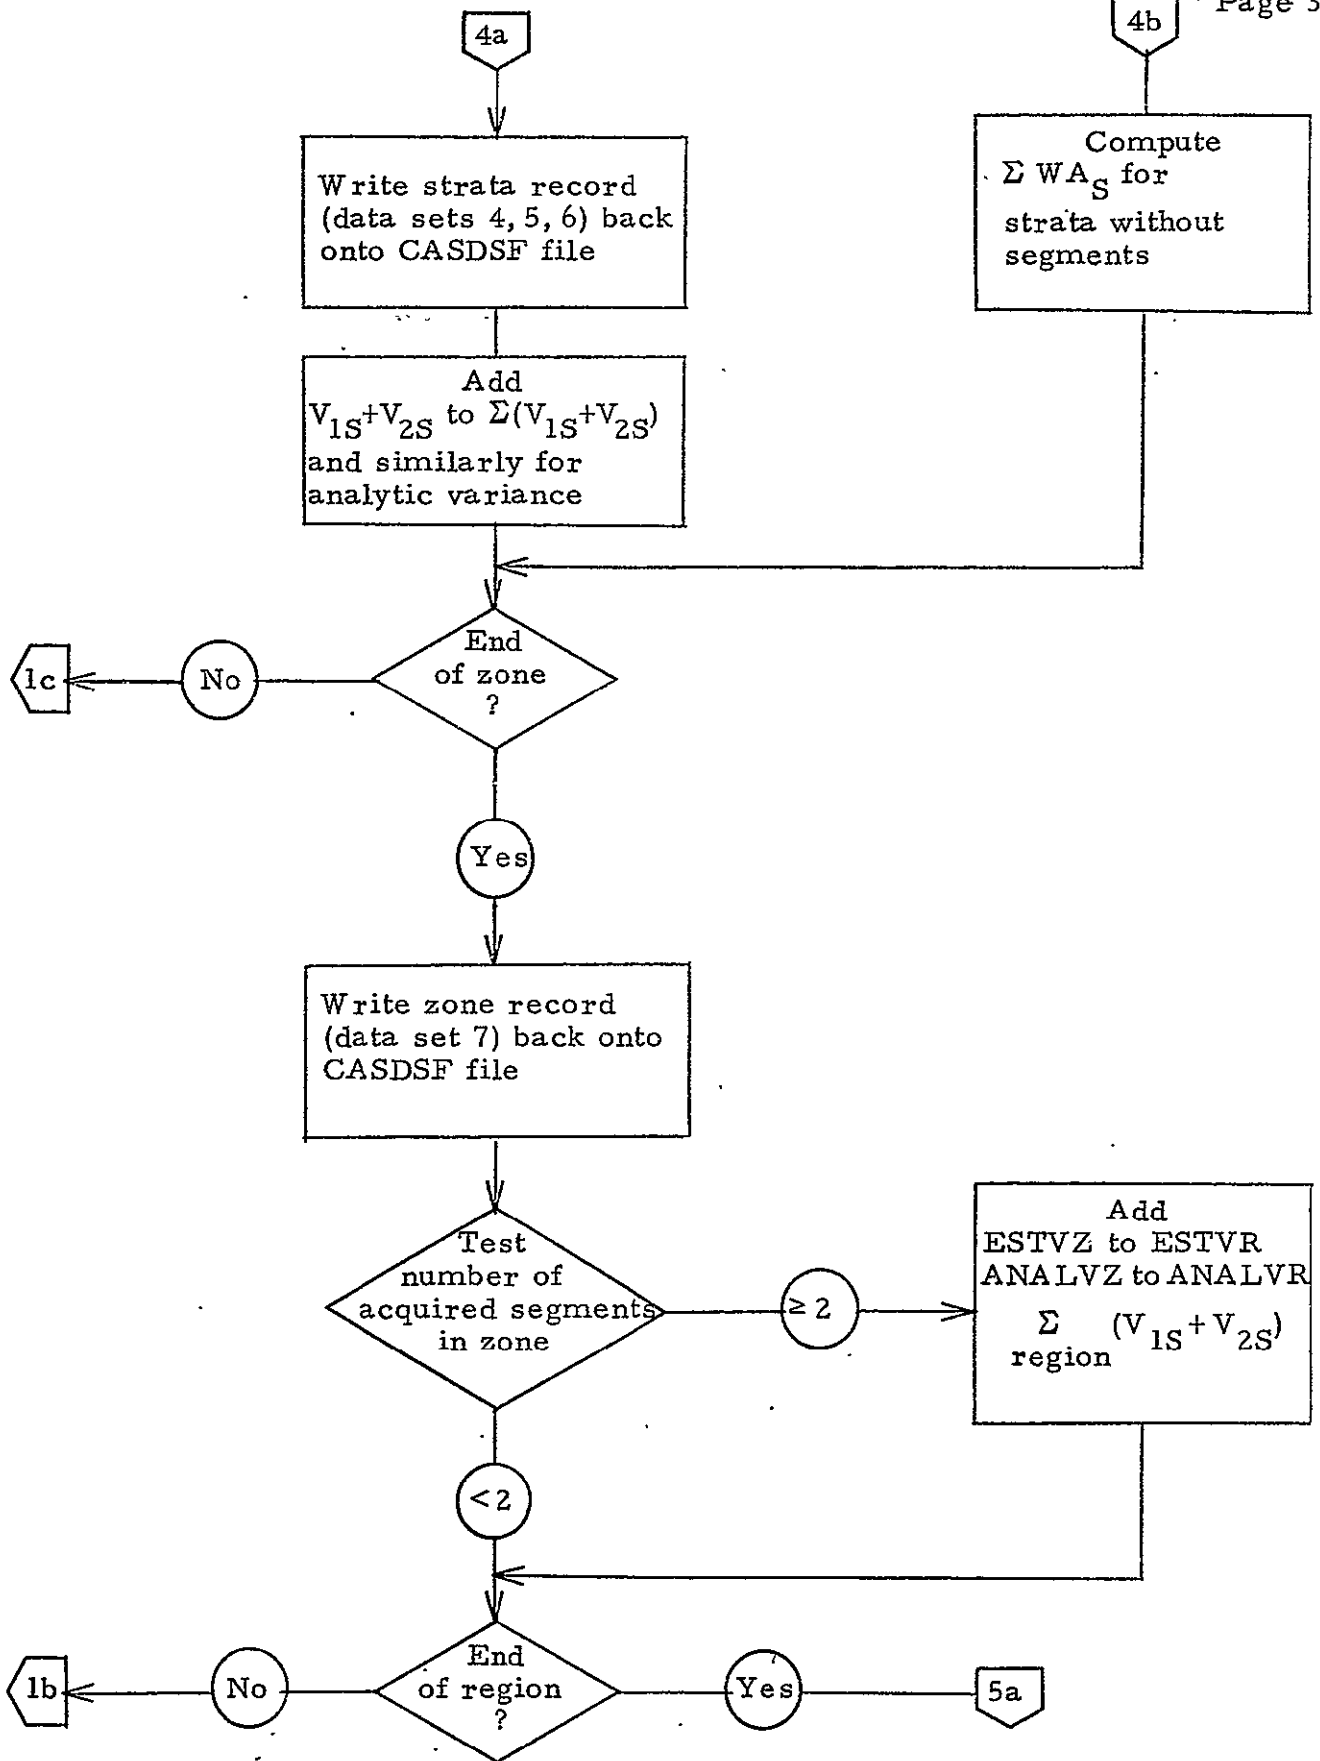 Page 3
4a
4b
Write strata record
(data sets 4, 5, 6) back
onto CASDSF file
Compute
Σ WA_S for
strata without
segments
Add
V_1S+V_2S to Σ(V_1S+V_2S)
and similarly for
analytic variance
End
of zone
?
No
1c
Yes
Write zone record
(data set 7) back onto
CASDSF file
Test
number of
acquired segments
in zone
≥ 2
Add
ESTVZ to ESTVR
ANALVZ to ANALVR
Σ (V_1S + V_2S)
region
< 2
End
of region
?
No
1b
Yes
5a